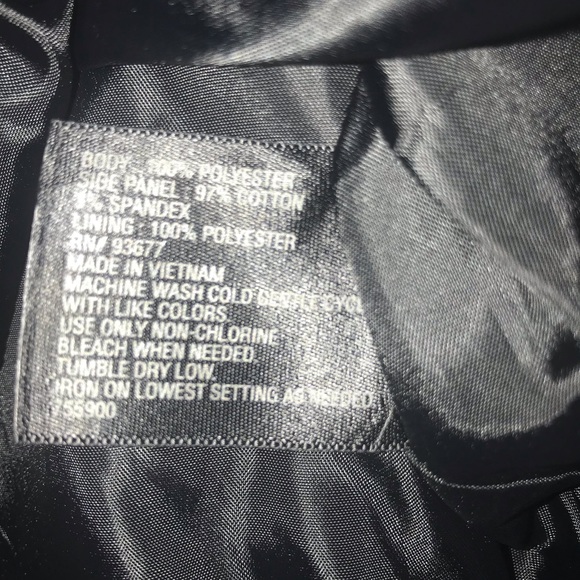 BODY : 100% POLYESTER
SIDE PANEL : 97% COTTON
3% SPANDEX
LINING : 100% POLYESTER
RN# 93677
MADE IN VIETNAM
MACHINE WASH COLD GENTLE CYCL
WITH LIKE COLORS
USE ONLY NON-CHLORINE
BLEACH WHEN NEEDED.
TUMBLE DRY LOW.
IRON ON LOWEST SETTING AS NEEDED.
755900